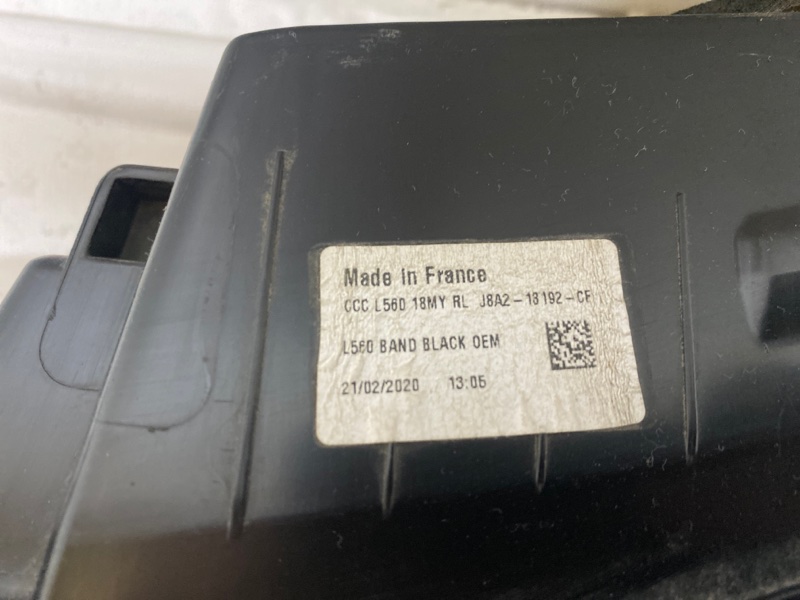 Made in France
CCC L560 18MY RL J8A2-18192-CF
L560 BAND BLACK OEM
21/02/2020 13:05